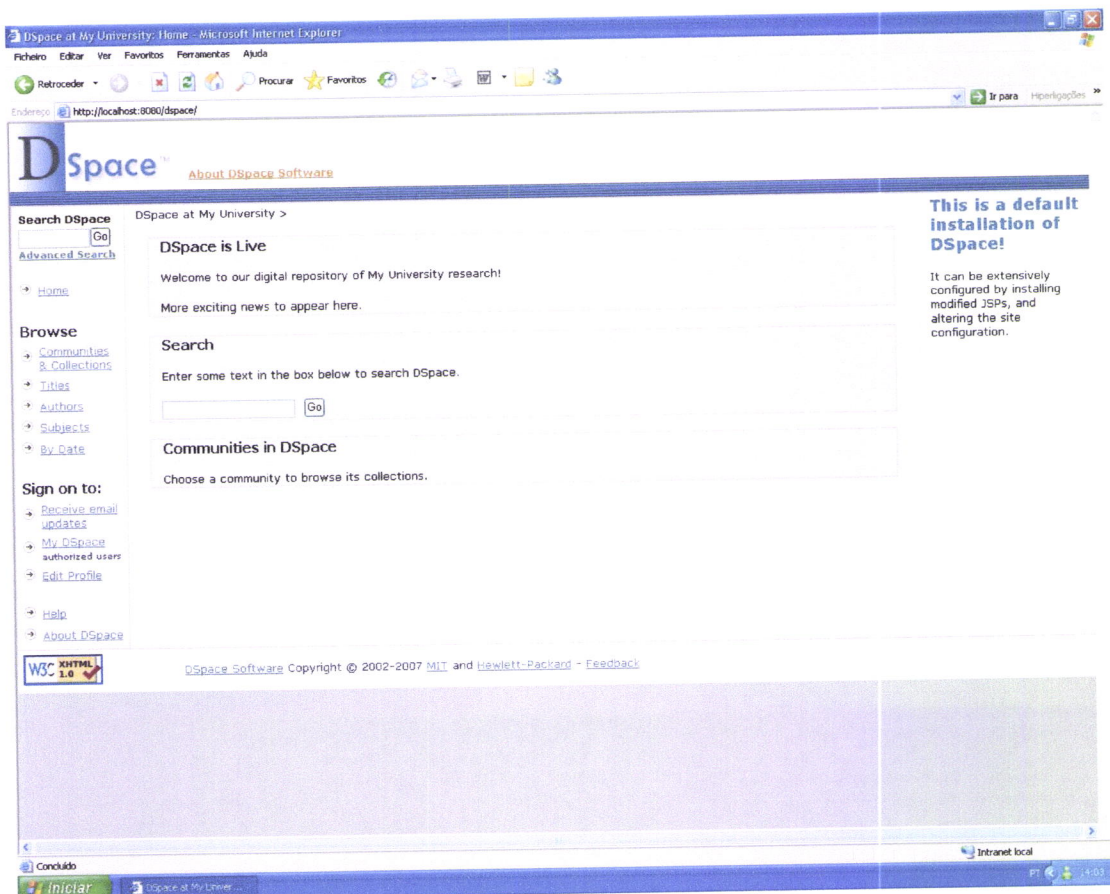 DSpace at My University: Home - Microsoft Internet Explorer
Ficheiro Editar Ver Favoritos Ferramentas Ajuda
Retroceder Procurar Favoritos
Endereço http://localhost:8080/dspace/ Ir para Hiperligações »
DSpace™ About DSpace Software
Search DSpace
Go
Advanced Search
Home
Browse
Communities
& Collections
Titles
Authors
Subjects
By Date
Sign on to:
Receive email
updates
My DSpace
authorized users
Edit Profile
Help
About DSpace
DSpace at My University >
DSpace is Live
Welcome to our digital repository of My University research!
More exciting news to appear here.
Search
Enter some text in the box below to search DSpace.
Go
Communities in DSpace
Choose a community to browse its collections.
This is a default
installation of
DSpace!
It can be extensively
configured by installing
modified JSPs, and
altering the site
configuration.
W3C XHTML 1.0
DSpace Software Copyright © 2002-2007 MIT and Hewlett-Packard - Feedback
Concluído Intranet local
Iniciar DSpace at My Univer... PT 14:03